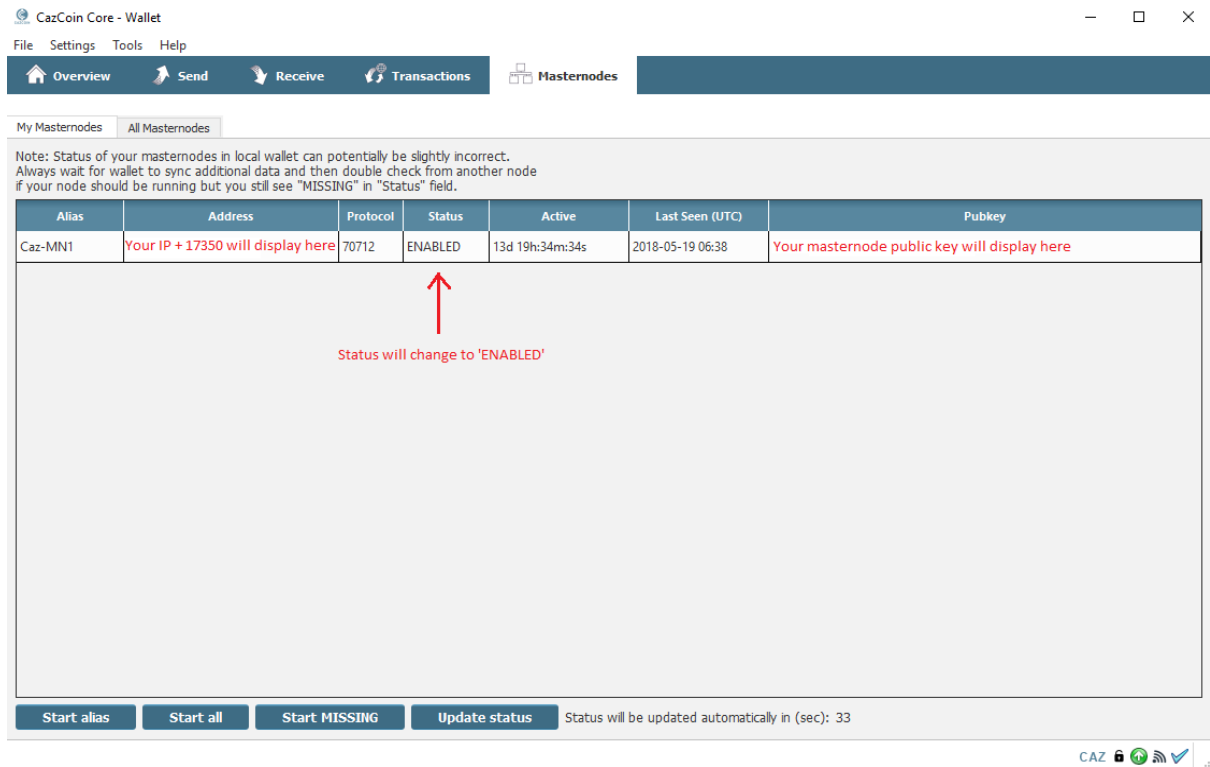 CazCoin Core - Wallet
File Settings Tools Help
Overview Send Receive Transactions Masternodes
My Masternodes All Masternodes
Note: Status of your masternodes in local wallet can potentially be slightly incorrect.
Always wait for wallet to sync additional data and then double check from another node
if your node should be running but you still see "MISSING" in "Status" field.
Alias Address Protocol Status Active Last Seen (UTC) Pubkey
Caz-MN1 Your IP + 17350 will display here 70712 ENABLED 13d 19h:34m:34s 2018-05-19 06:38 Your masternode public key will display here
Status will change to 'ENABLED'
Start alias Start all Start MISSING Update status Status will be updated automatically in (sec): 33
CAZ